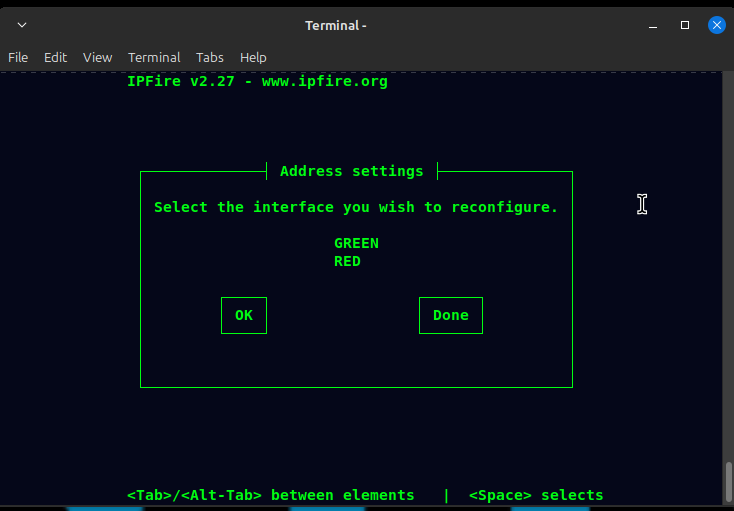 Terminal -
File Edit View Terminal Tabs Help
IPFire v2.27 - www.ipfire.org
Address settings
Select the interface you wish to reconfigure.
GREEN
RED
OK Done
<Tab>/<Alt-Tab> between elements | <Space> selects